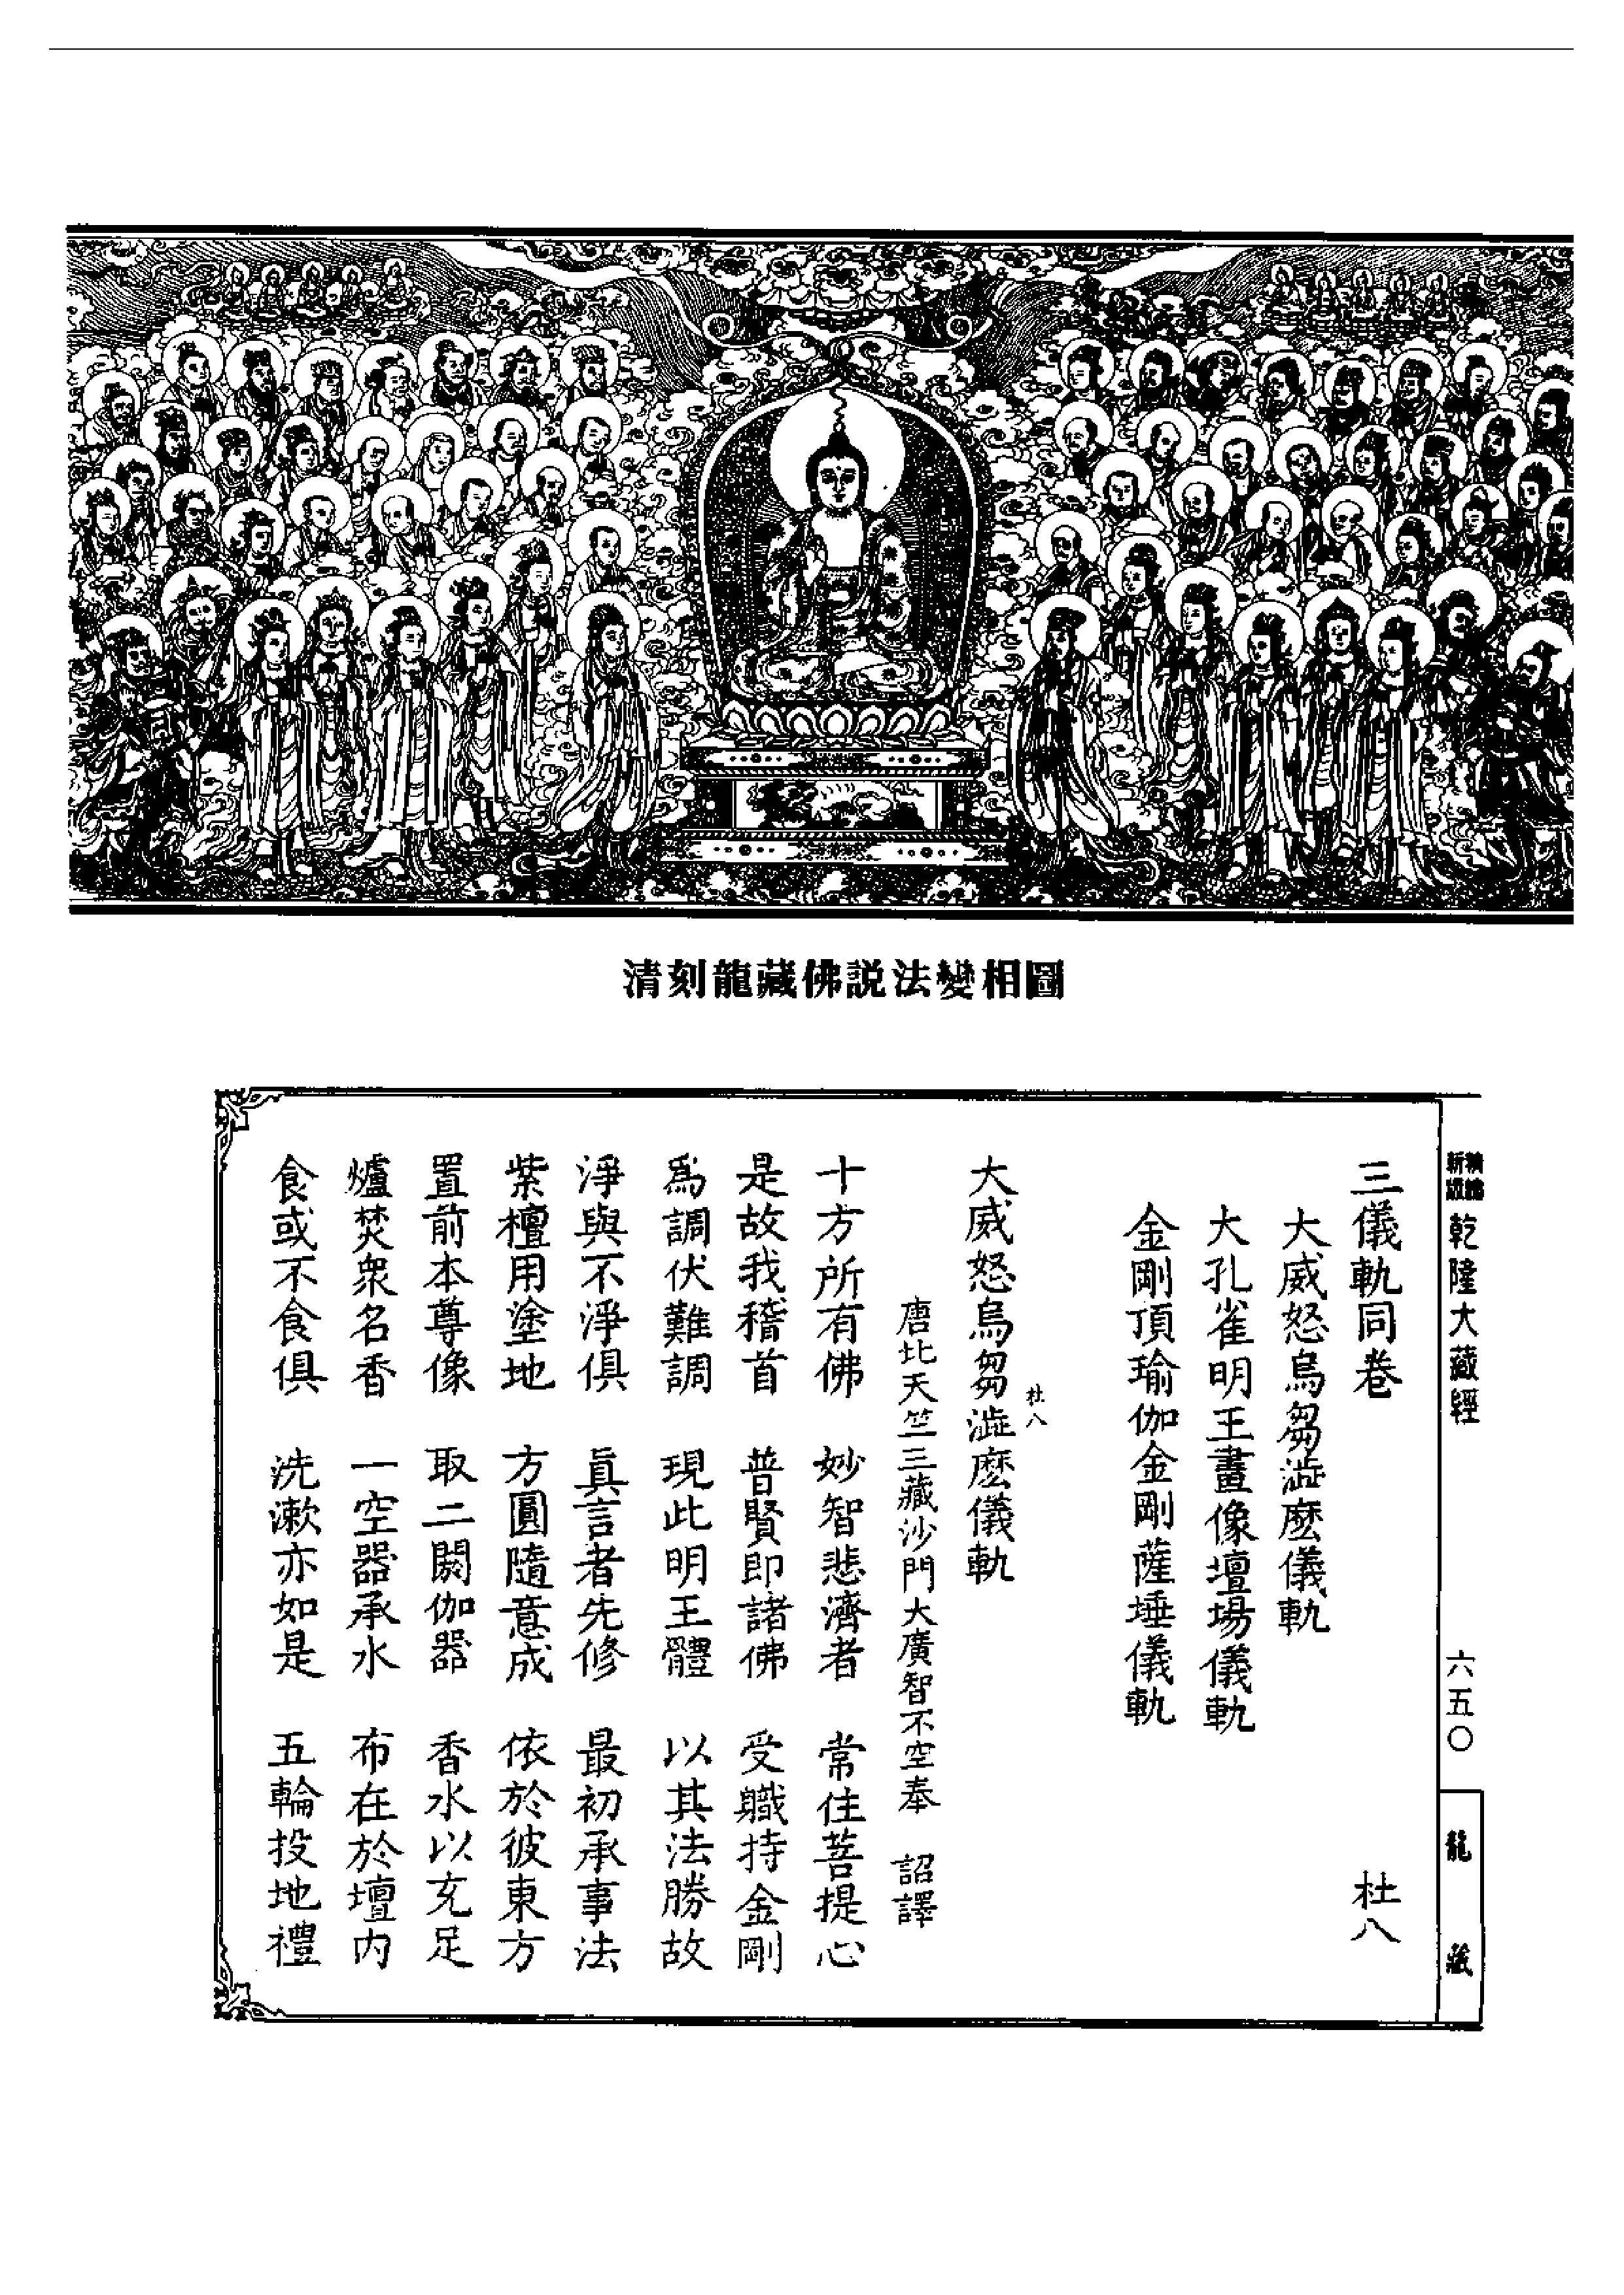 清刻龍藏佛説法變相圖
新編縮版
乾隆大藏經
六五〇
龍藏
三儀軌同卷 杜八
大威怒烏芻澁麽儀軌
大孔雀明王畫像壇場儀軌
金剛頂瑜伽金剛薩埵儀軌
杜八
大威怒烏芻澁麽儀軌
唐北天竺三藏沙門大廣智不空奉 詔譯
十方所有佛 妙智悲濟者 常住菩提心
是故我稽首 普賢即諸佛 受職持金剛
爲調伏難調 現此明王體 以其法勝故
淨與不淨俱 眞言者先修 最初承事法
紫檀用塗地 方圓隨意成 依於彼東方
置前本尊像 取二閼伽器 香水以充足
爐焚衆名香 一空器承水 布在於壇内
食或不食俱 洗漱亦如是 五輪投地禮